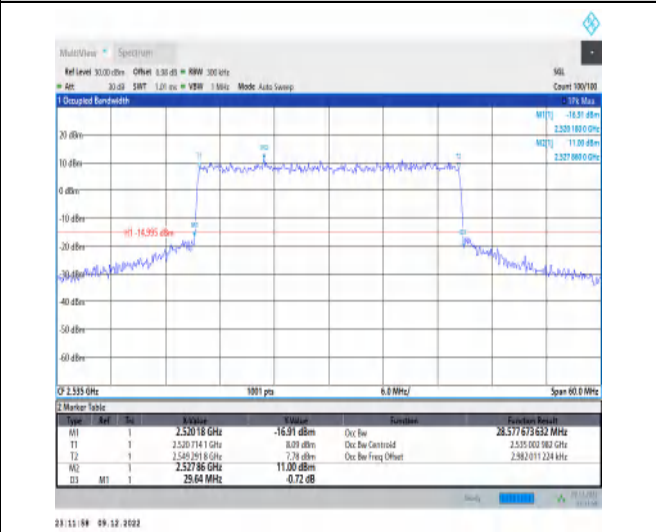 MultiView Spectrum
Ref Level 30.00 dBm Offset RBW 300 kHz SGL
Att 30 dB SWT 1.01 ms VBW 1 MHz Mode Auto Sweep Count 100/100
1 Occupied Bandwidth 1Pk Max
M1[1] -16.91 dBm
2.520 180 0 GHz
M2[1] 11.00 dBm
2.527 860 0 GHz
20 dBm
10 dBm
0 dBm
-10 dBm
H1 -14.995 dBm
-20 dBm
-30 dBm
-40 dBm
-50 dBm
-60 dBm
CF 2.535 GHz 1001 pts 6.0 MHz/ Span 60.0 MHz
2 Marker Table
Type Ref Trc X-Value Y-Value Function Function Result
M1 1 2.520 18 GHz -16.91 dBm Occ Bw 28.577 673 632 MHz
T1 1 2.520 714 1 GHz 8.09 dBm Occ Bw Centroid 2.535 002 982 GHz
T2 1 2.549 291 8 GHz 7.78 dBm Occ Bw Freq Offset 2.982 011 224 kHz
M2 1 2.527 86 GHz 11.00 dBm
D3 M1 1 29.64 MHz -0.72 dB
Ready
23:11:58 09.12.2022